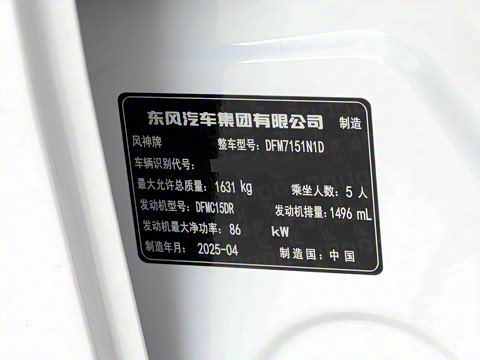 东风汽车集团有限公司 制造
风神牌 整车型号: DFM7151N1D
车辆识别代号:
最大允许总质量: 1631 kg 乘坐人数: 5 人
发动机型号: DFMC15DR 发动机排量: 1496 mL
发动机最大净功率: 86 kW
制造年月: 2025-04 制造国: 中国